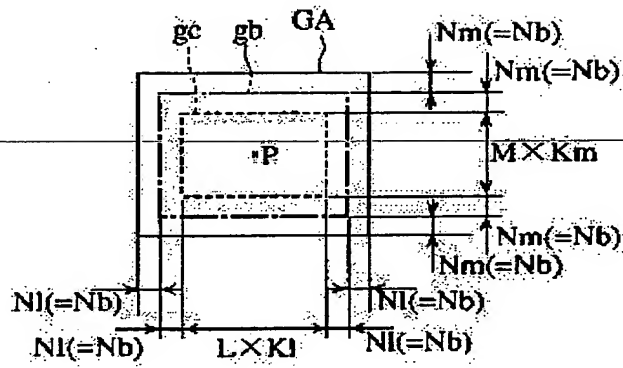 gc gb GA
Nm(=Nb)
Nm(=Nb)
P
M×Km
Nm(=Nb)
Nm(=Nb)
Nl(=Nb) Nl(=Nb)
Nl(=Nb) L×Kl Nl(=Nb)